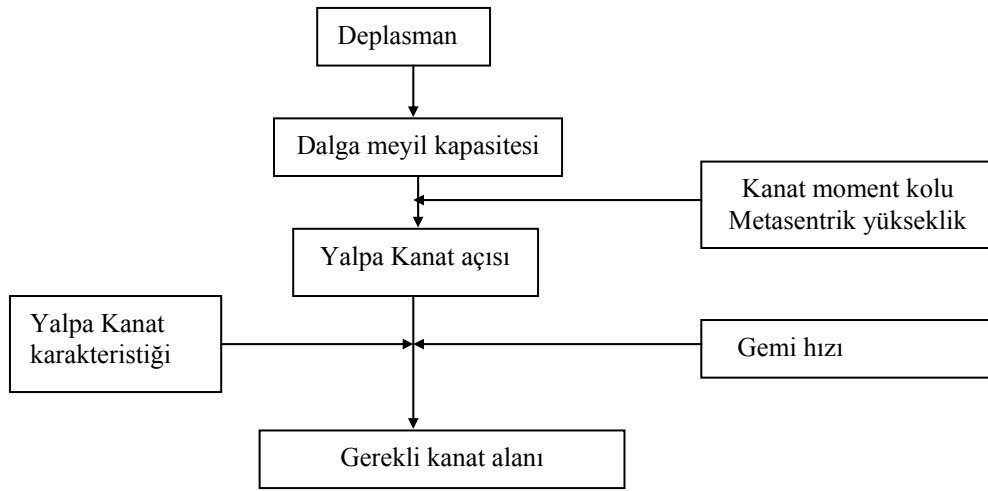 Deplasman
Dalga meyil kapasitesi
Kanat moment kolu
Metasentrik yükseklik
Yalpa Kanat açısı
Yalpa Kanat
karakteristiği
Gemi hızı
Gerekli kanat alanı